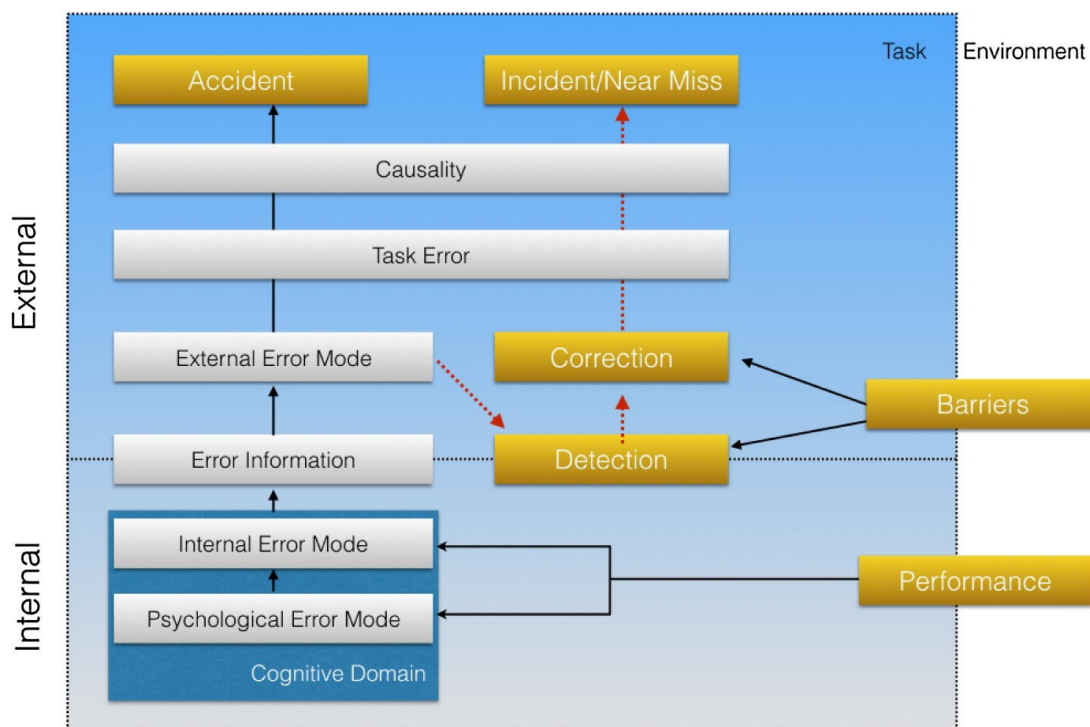 Task
Environment
Accident
Incident/Near Miss
Causality
Task Error
External
External Error Mode
Correction
Barriers
Error Information
Detection
Internal
Internal Error Mode
Performance
Psychological Error Mode
Cognitive Domain